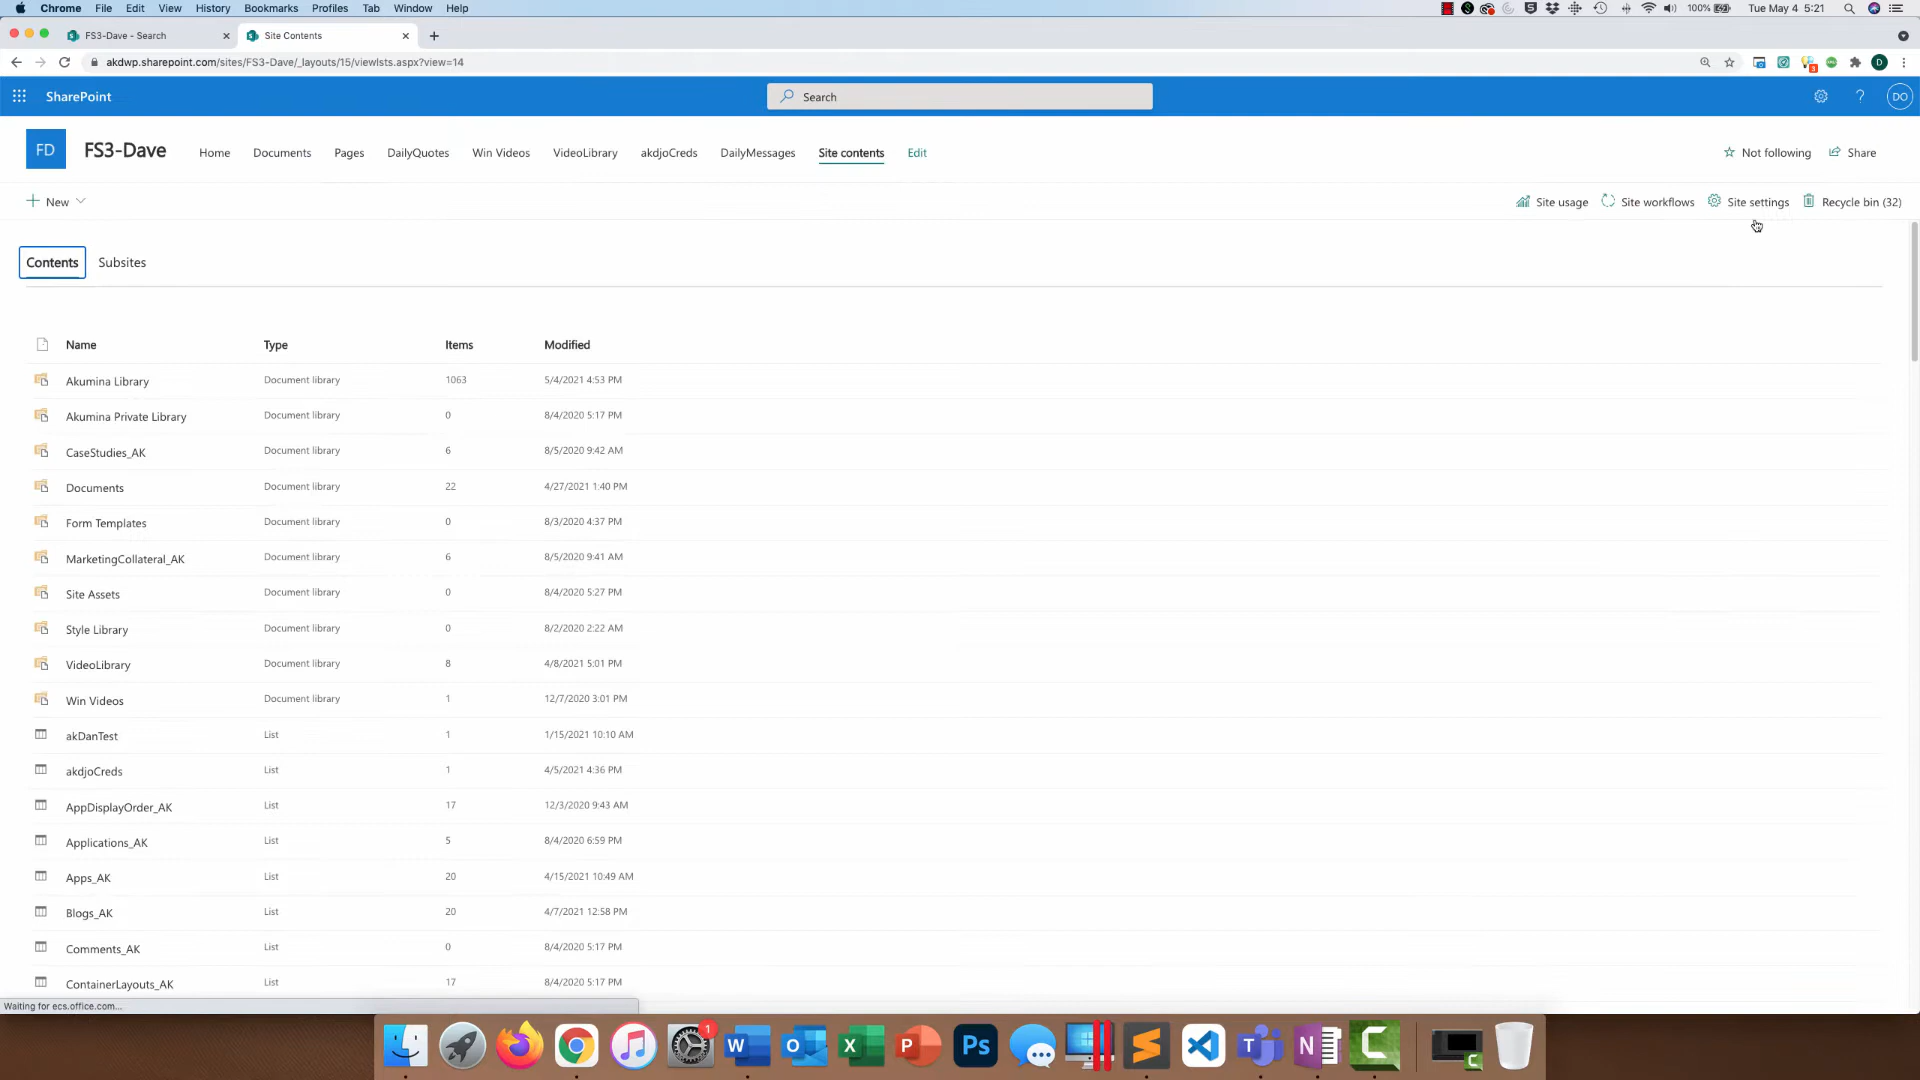 Chrome File Edit View History Bookmarks Profiles Tab Window Help 100% Tue May 4 5:21
FS3-Dave - Search Site Contents
akdwp.sharepoint.com/sites/FS3-Dave/_layouts/15/viewlsts.aspx?view=14 D
SharePoint Search ? DO
FD FS3-Dave Home Documents Pages DailyQuotes Win Videos VideoLibrary akdjoCreds DailyMessages Site contents Edit Not following Share
New Site usage Site workflows Site settings Recycle bin (32)
Contents Subsites
Name Type Items Modified
Akumina Library Document library 1063 5/4/2021 4:53 PM
Akumina Private Library Document library 0 8/4/2020 5:17 PM
CaseStudies_AK Document library 6 8/5/2020 9:42 AM
Documents Document library 22 4/27/2021 1:40 PM
Form Templates Document library 0 8/3/2020 4:37 PM
MarketingCollateral_AK Document library 6 8/5/2020 9:41 AM
Site Assets Document library 0 8/4/2020 5:27 PM
Style Library Document library 0 8/2/2020 2:22 AM
VideoLibrary Document library 8 4/8/2021 5:01 PM
Win Videos Document library 1 12/7/2020 3:01 PM
akDanTest List 1 1/15/2021 10:10 AM
akdjoCreds List 1 4/5/2021 4:36 PM
AppDisplayOrder_AK List 17 12/3/2020 9:43 AM
Applications_AK List 5 8/4/2020 6:59 PM
Apps_AK List 20 4/15/2021 10:49 AM
Blogs_AK List 20 4/7/2021 12:58 PM
Comments_AK List 0 8/4/2020 5:17 PM
ContainerLayouts_AK List 17 8/4/2020 5:17 PM
Waiting for ecs.office.com...
1 W O X P Ps T N C